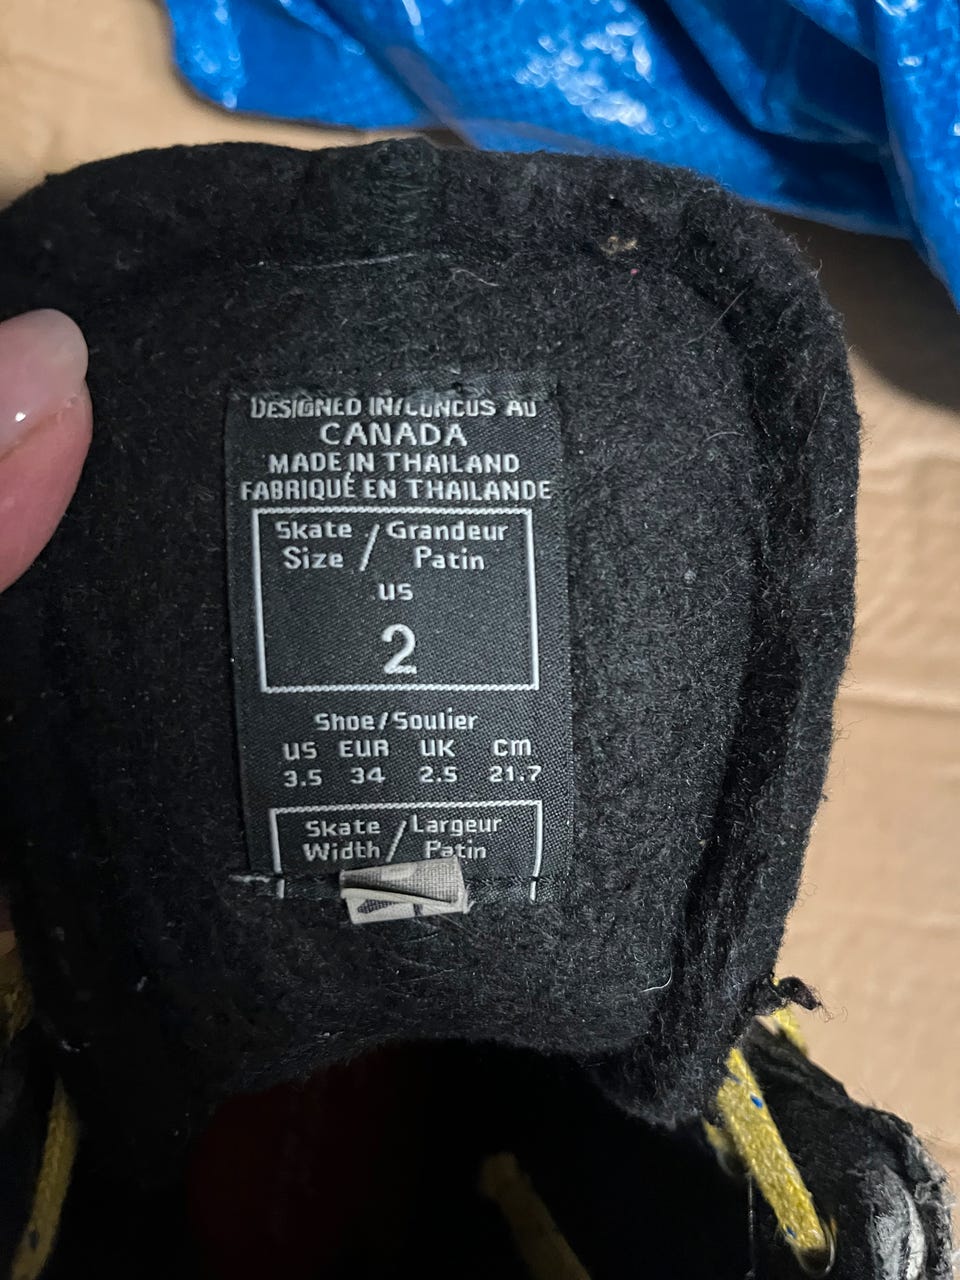 DESIGNED IN/CONCUS AU
CANADA
MADE IN THAILAND
FABRIQUÉ EN THAILANDE
Skate / Grandeur
Size / Patin
US
2
Shoe/Soulier
US EUR UK cm
3.5 34 2.5 21.7
Skate / Largeur
Width / Patin